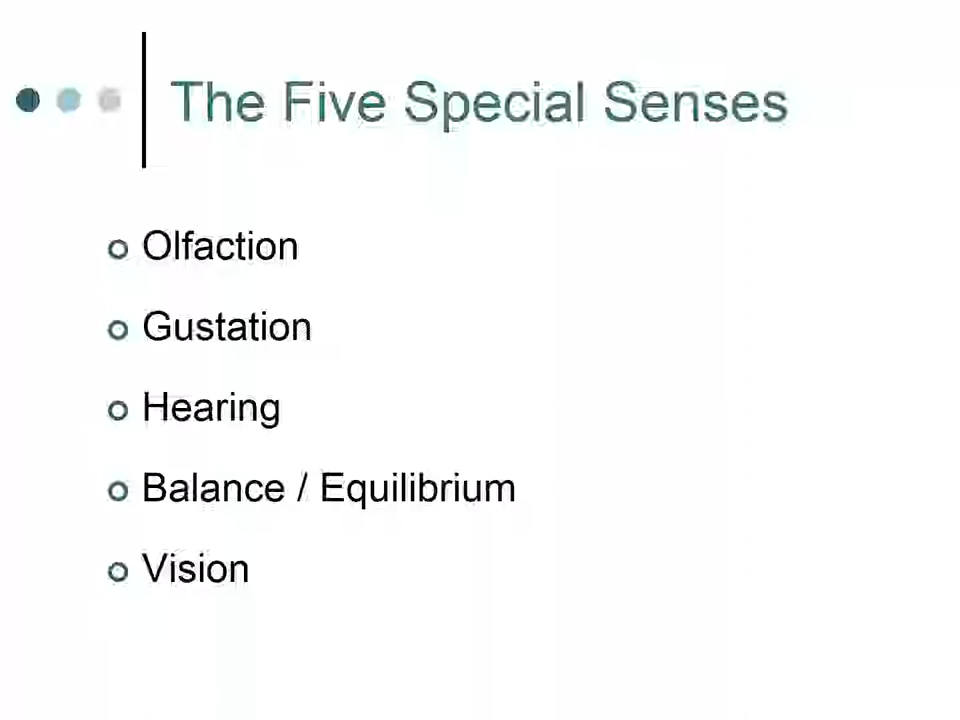 The Five Special Senses
Olfaction
Gustation
Hearing
Balance / Equilibrium
Vision